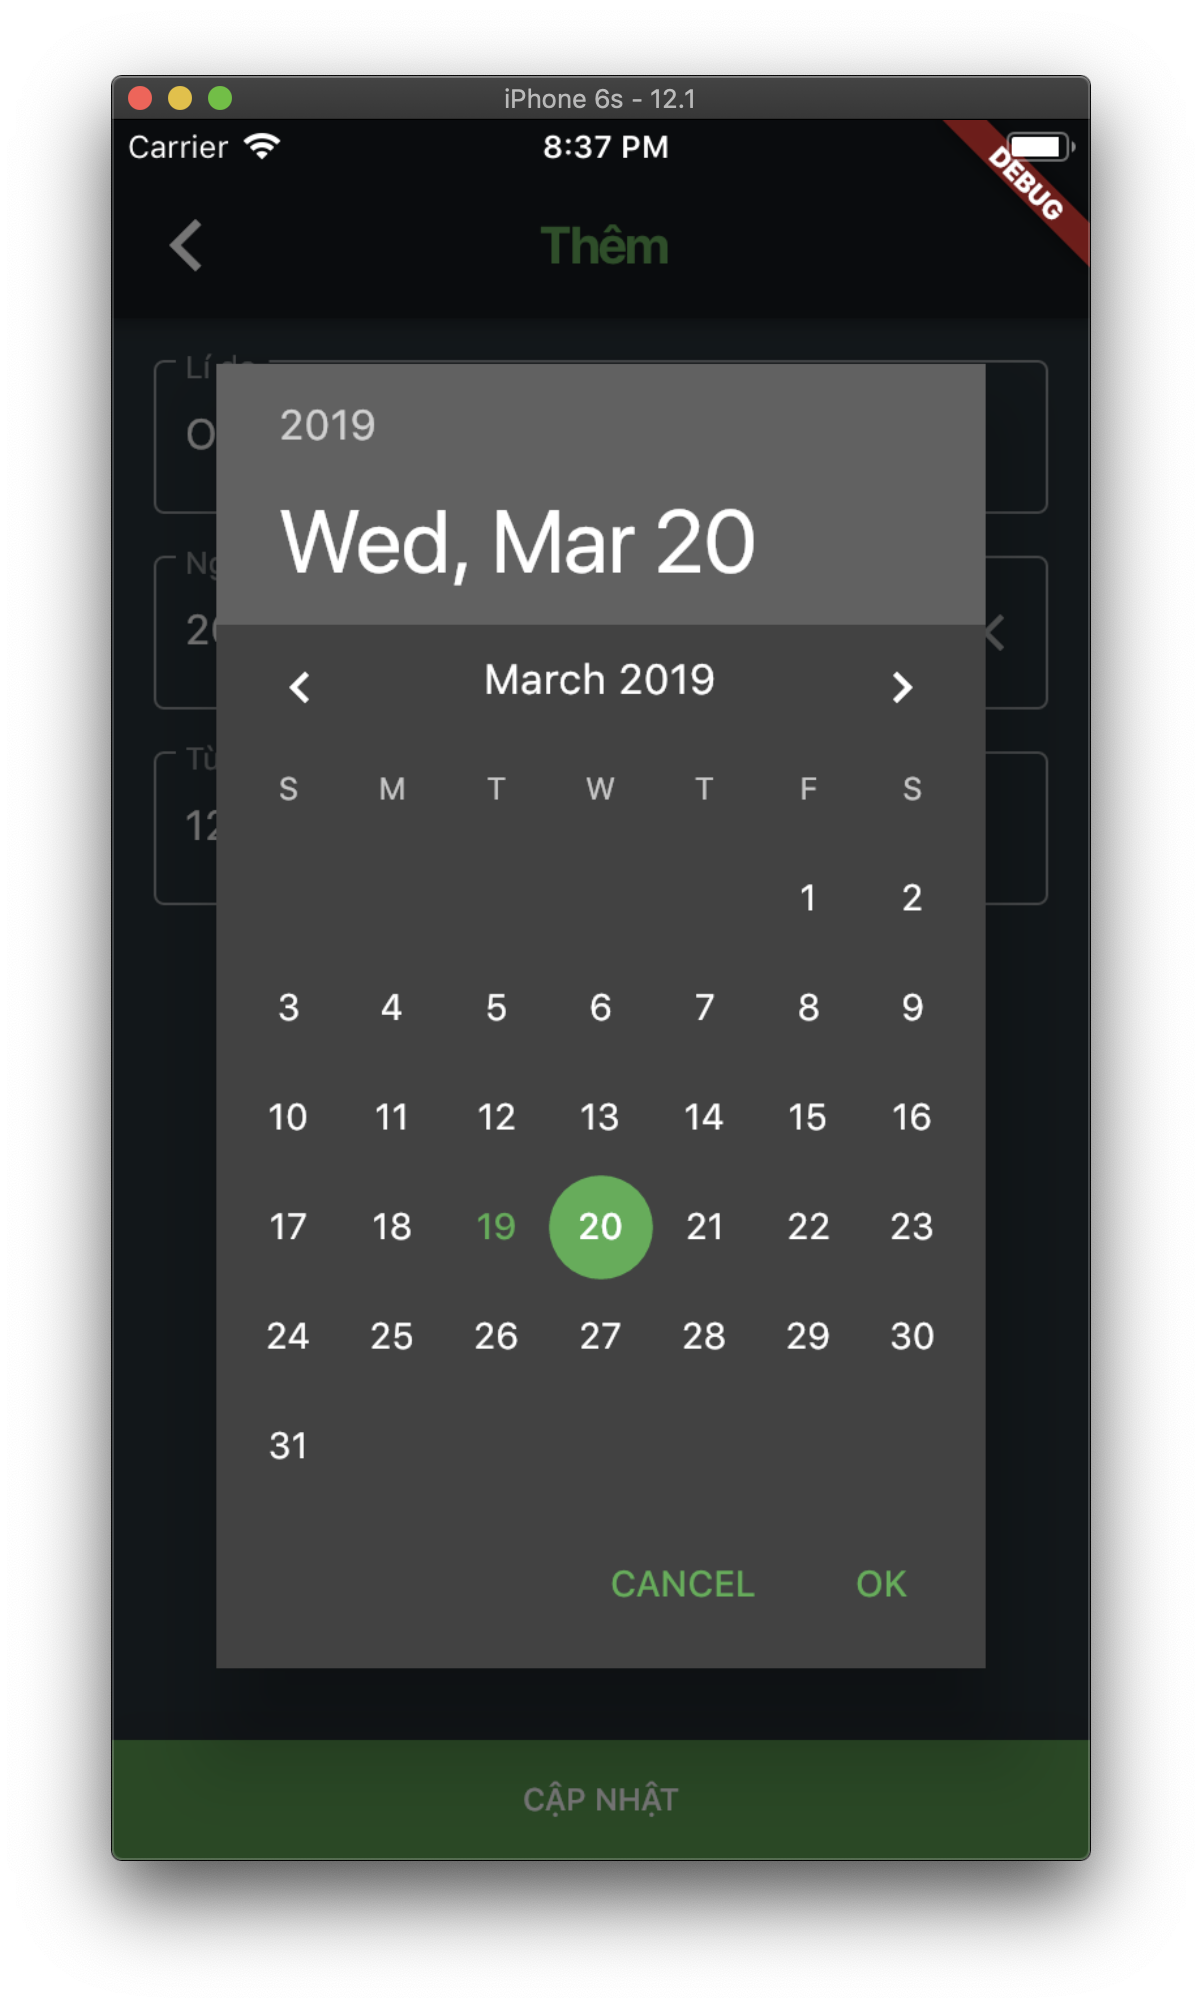 iPhone 6s - 12.1
Carrier 8:37 PM
DEBUG
Thêm
2019
Wed, Mar 20
March 2019
S M T W T F S
1 2
3 4 5 6 7 8 9
10 11 12 13 14 15 16
17 18 19 20 21 22 23
24 25 26 27 28 29 30
31
CANCEL OK
CẬP NHẬT